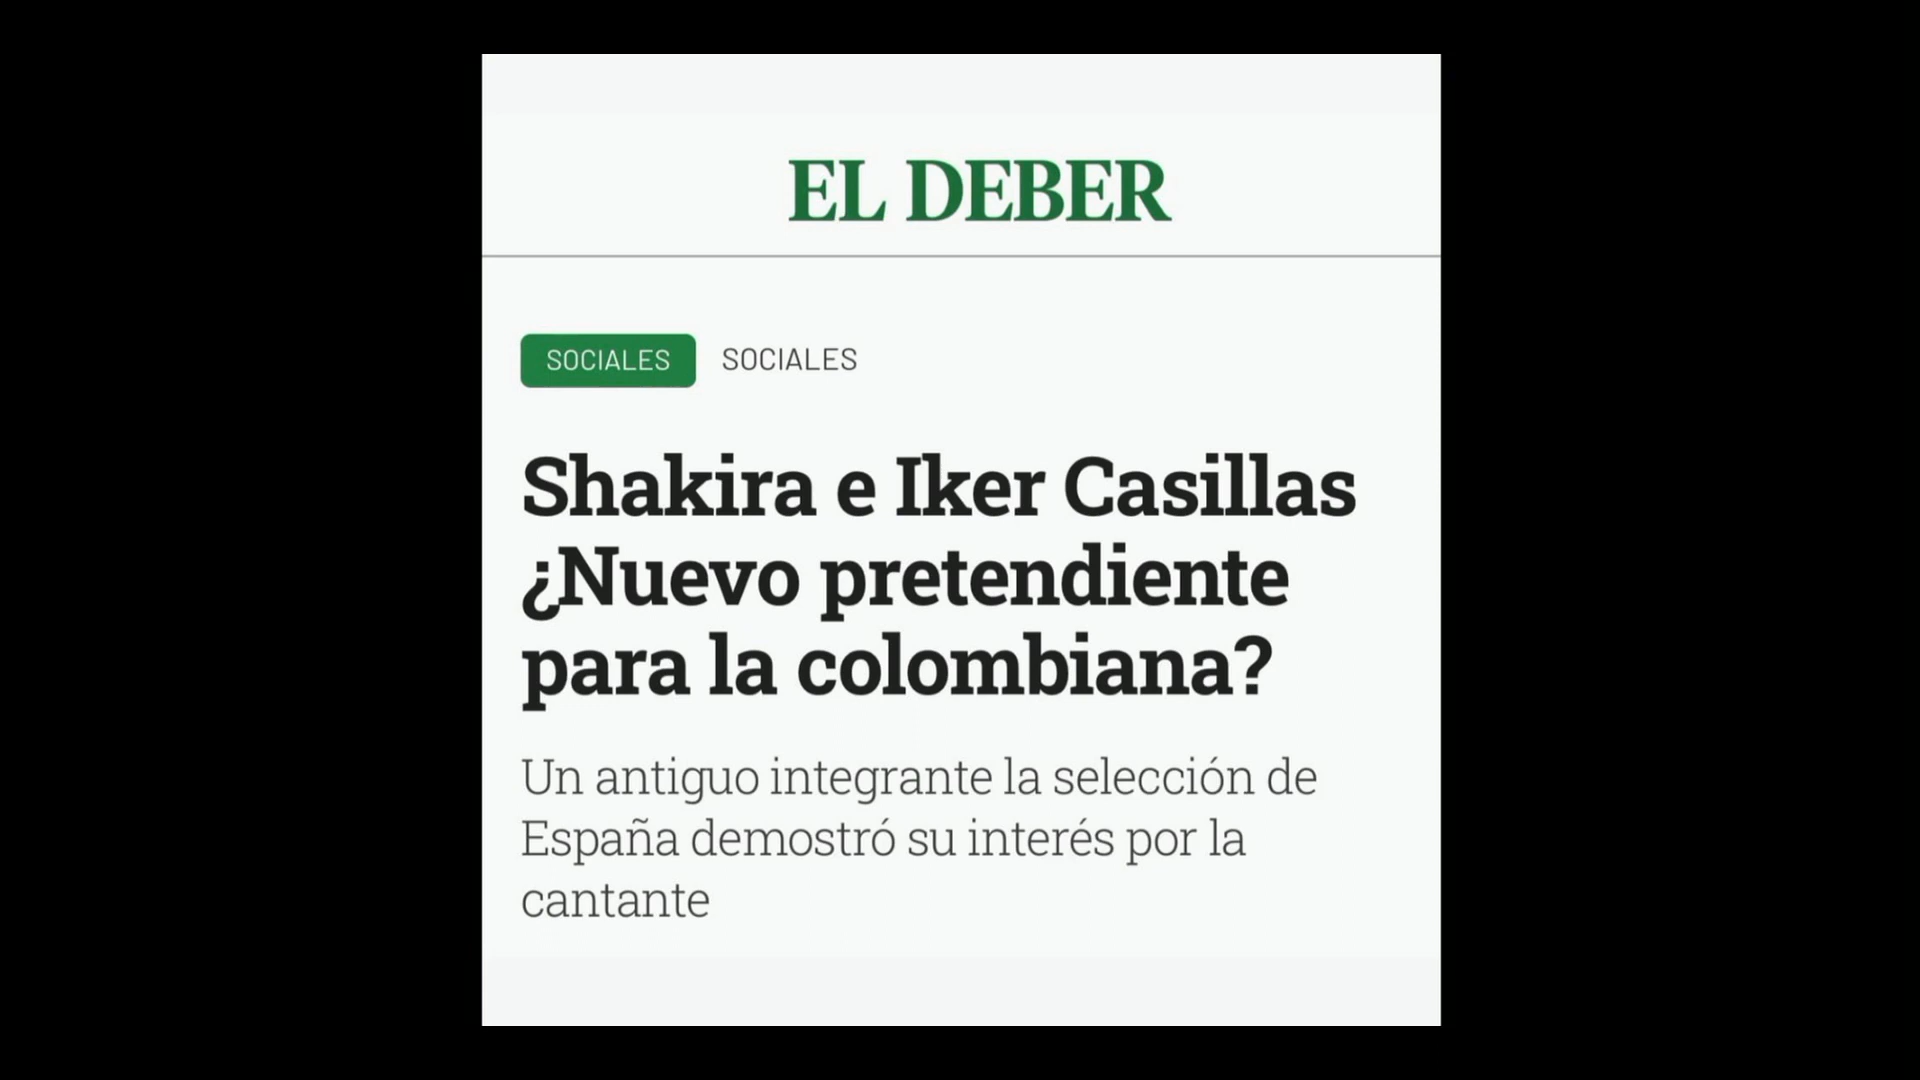 EL DEBER
SOCIALES SOCIALES
Shakira e Iker Casillas
¿Nuevo pretendiente
para la colombiana?
Un antiguo integrante la selección de
España demostró su interés por la
cantante